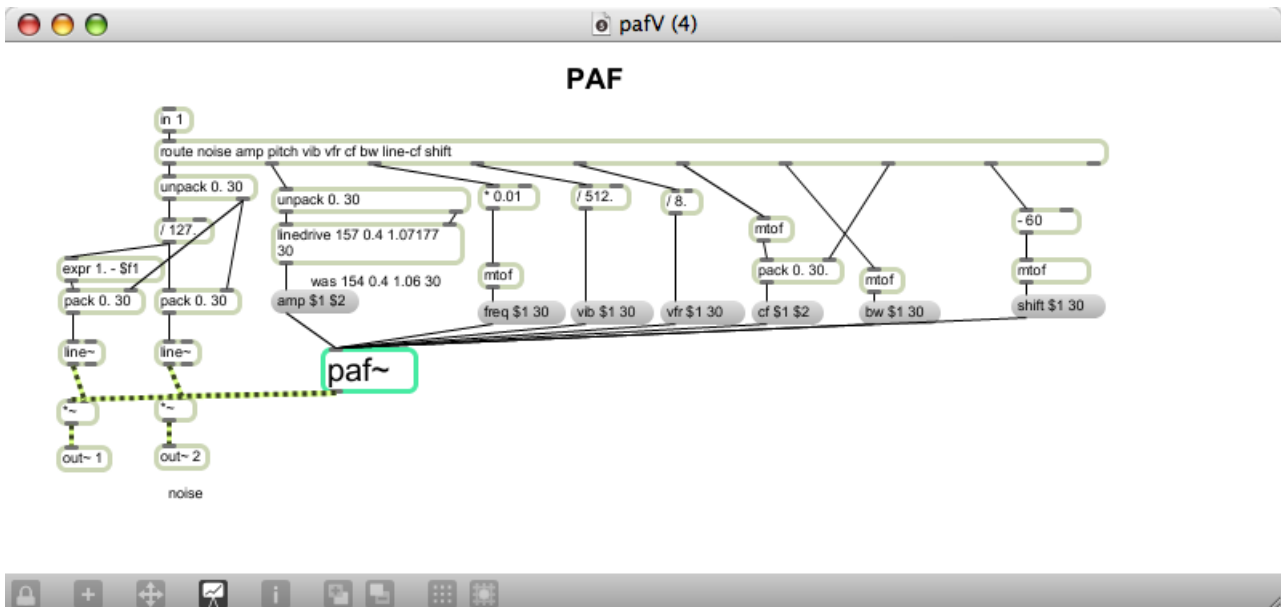 pafV (4)
PAF
in 1
route noise amp pitch vib vfr cf bw line-cf shift
unpack 0. 30
unpack 0. 30
* 0.01
/ 512.
/ 8.
/ 127.
linedrive 157 0.4 1.07177
30
mtof
- 60
expr 1. - $f1
was 154 0.4 1.06 30
mtof
pack 0. 30.
mtof
mtof
pack 0. 30
pack 0. 30
amp $1 $2
freq $1 30
vib $1 30
vfr $1 30
cf $1 $2
bw $1 30
shift $1 30
line~
line~
paf~
*~
*~
out~ 1
out~ 2
noise